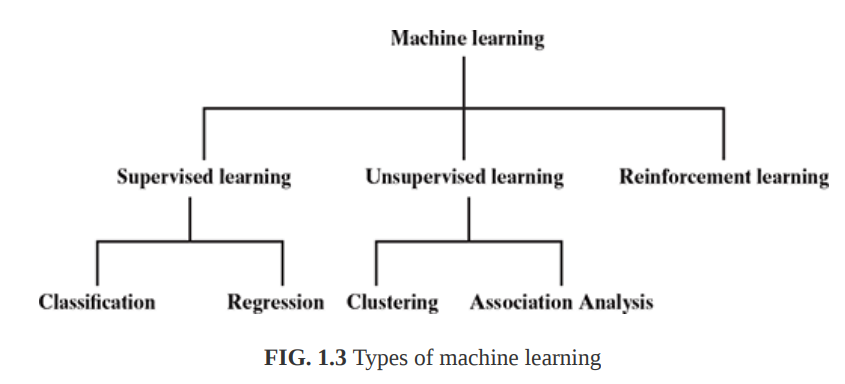 Machine learning
Supervised learning Unsupervised learning Reinforcement learning
Classification Regression Clustering Association Analysis
FIG. 1.3 Types of machine learning